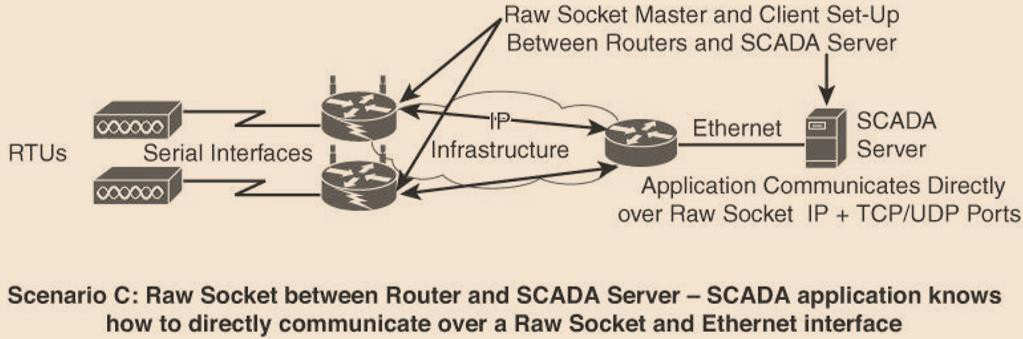 Raw Socket Master and Client Set-Up
Between Routers and SCADA Server
IP
Infrastructure
Ethernet
SCADA
Server
RTUs
Serial Interfaces
Application Communicates Directly
over Raw Socket IP + TCP/UDP Ports
Scenario C: Raw Socket between Router and SCADA Server – SCADA application knows
how to directly communicate over a Raw Socket and Ethernet interface